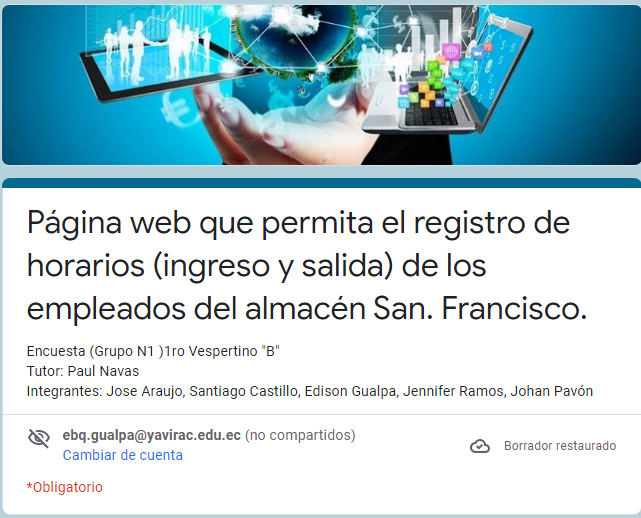 Página web que permita el registro de
horarios (ingreso y salida) de los
empleados del almacén San. Francisco.
Encuesta (Grupo N1 )1ro Vespertino "B"
Tutor: Paul Navas
Integrantes: Jose Araujo, Santiago Castillo, Edison Gualpa, Jennifer Ramos, Johan Pavón
ebq.gualpa@yavirac.edu.ec (no compartidos)
Cambiar de cuenta
Borrador restaurado
*Obligatorio